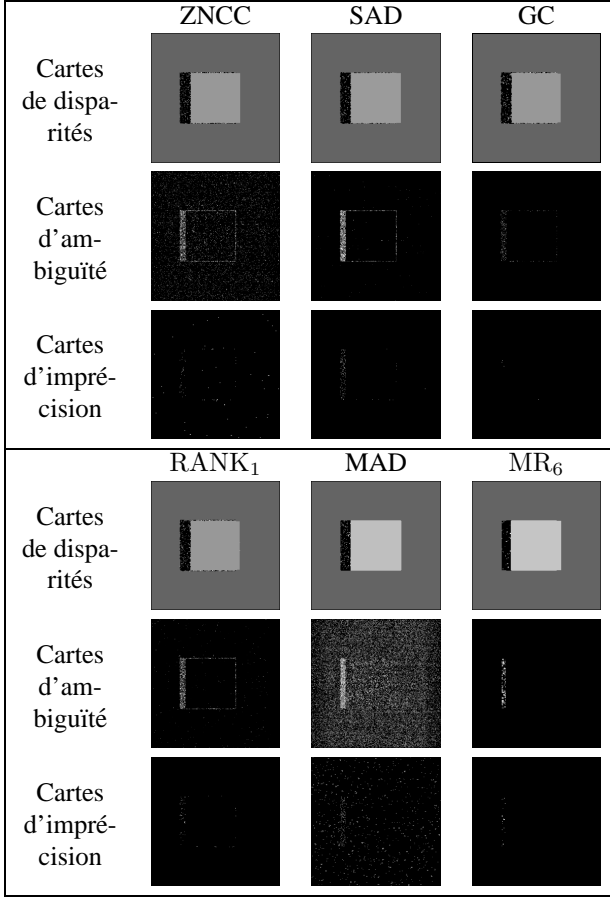 ZNCC SAD GC
Cartes
de dispa-
rités
Cartes
d'am-
biguïté
Cartes
d'impré-
cision
RANK₁ MAD MR₆
Cartes
de dispa-
rités
Cartes
d'am-
biguïté
Cartes
d'impré-
cision